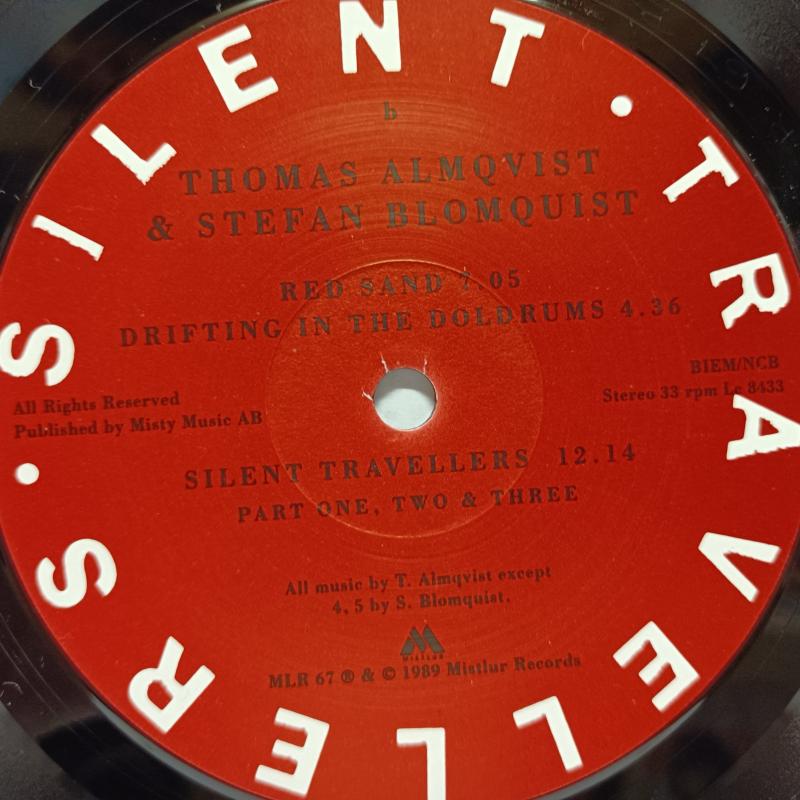 SILENT • TRAVELLERS •
b
THOMAS ALMQVIST
& STEFAN BLOMQUIST
RED SAND 7.05
DRIFTING IN THE DOLDRUMS 4.36
All Rights Reserved
Published by Misty Music AB
BIEM/NCB
Stereo 33 rpm Lc 8433
SILENT TRAVELLERS 12.14
PART ONE, TWO & THREE
All music by T. Almqvist except
4, 5 by S. Blomquist.
MISTLUR
MLR 67 ® & © 1989 Mistlur Records